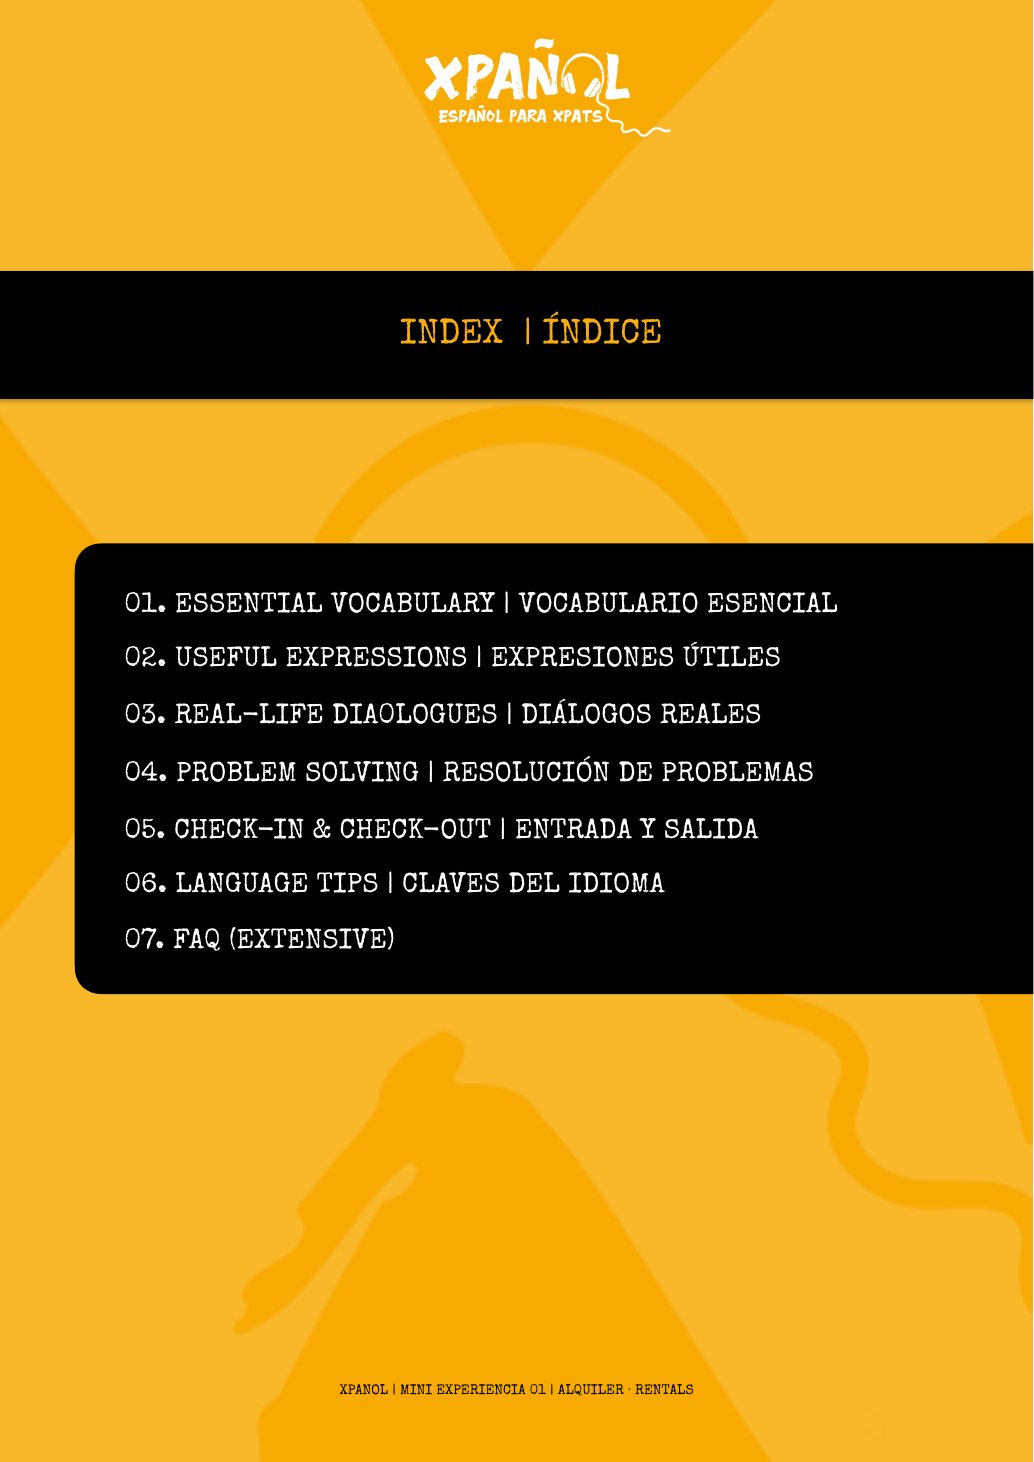 XPAÑOL
ESPAÑOL PARA XPATS
INDEX | ÍNDICE
01. ESSENTIAL VOCABULARY | VOCABULARIO ESENCIAL
02. USEFUL EXPRESSIONS | EXPRESIONES ÚTILES
03. REAL-LIFE DIAOLOGUES | DIÁLOGOS REALES
04. PROBLEM SOLVING | RESOLUCIÓN DE PROBLEMAS
05. CHECK-IN & CHECK-OUT | ENTRADA Y SALIDA
06. LANGUAGE TIPS | CLAVES DEL IDIOMA
07. FAQ (EXTENSIVE)
XPANOL | MINI EXPERIENCIA 01 | ALQUILER · RENTALS